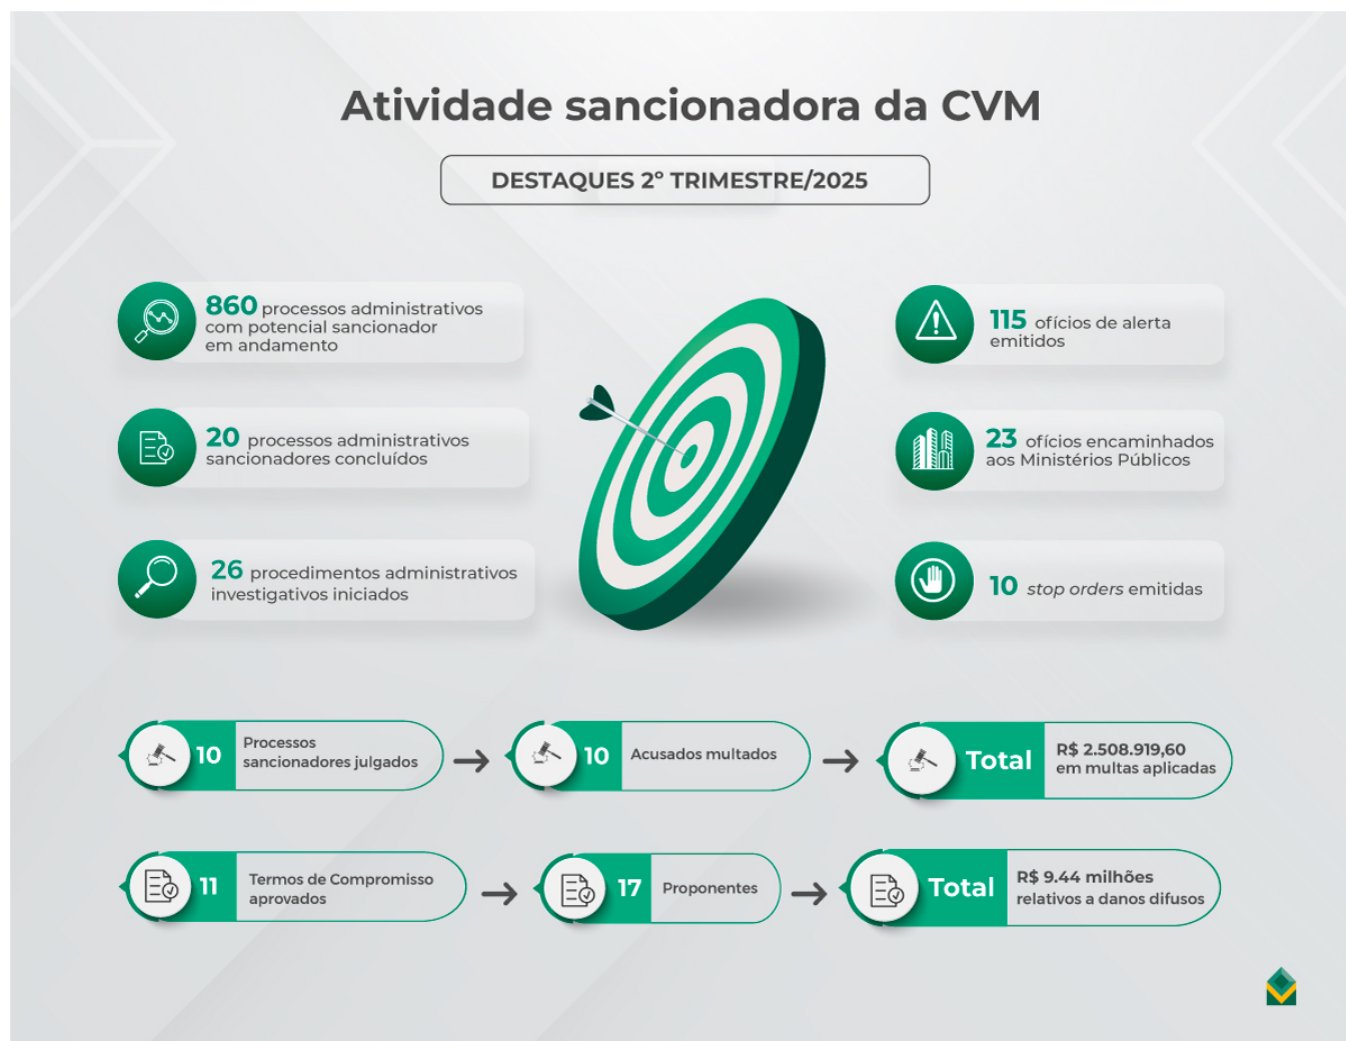 Atividade sancionadora da CVM
DESTAQUES 2º TRIMESTRE/2025
860 processos administrativos
com potencial sancionador
em andamento
20 processos administrativos
sancionadores concluídos
26 procedimentos administrativos
investigativos iniciados
115 ofícios de alerta
emitidos
23 ofícios encaminhados
aos Ministérios Públicos
10 stop orders emitidas
10 Processos
sancionadores julgados
10 Acusados multados
Total R$ 2.508.919,60
em multas aplicadas
11 Termos de Compromisso
aprovados
17 Proponentes
Total R$ 9.44 milhões
relativos a danos difusos